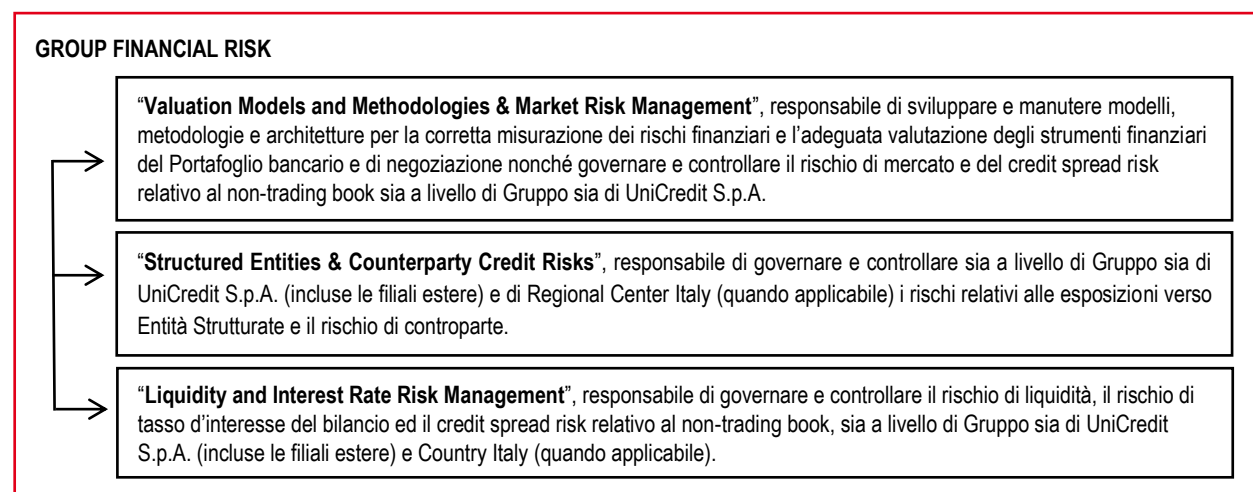 GROUP FINANCIAL RISK
“Valuation Models and Methodologies & Market Risk Management”, responsabile di sviluppare e manutere modelli,
metodologie e architetture per la corretta misurazione dei rischi finanziari e l’adeguata valutazione degli strumenti finanziari
del Portafoglio bancario e di negoziazione nonché governare e controllare il rischio di mercato e del credit spread risk
relativo al non-trading book sia a livello di Gruppo sia di UniCredit S.p.A.
“Structured Entities & Counterparty Credit Risks”, responsabile di governare e controllare sia a livello di Gruppo sia di
UniCredit S.p.A. (incluse le filiali estere) e di Regional Center Italy (quando applicabile) i rischi relativi alle esposizioni verso
Entità Strutturate e il rischio di controparte.
“Liquidity and Interest Rate Risk Management”, responsabile di governare e controllare il rischio di liquidità, il rischio di
tasso d’interesse del bilancio ed il credit spread risk relativo al non-trading book, sia a livello di Gruppo sia di UniCredit
S.p.A. (incluse le filiali estere) e Country Italy (quando applicabile).